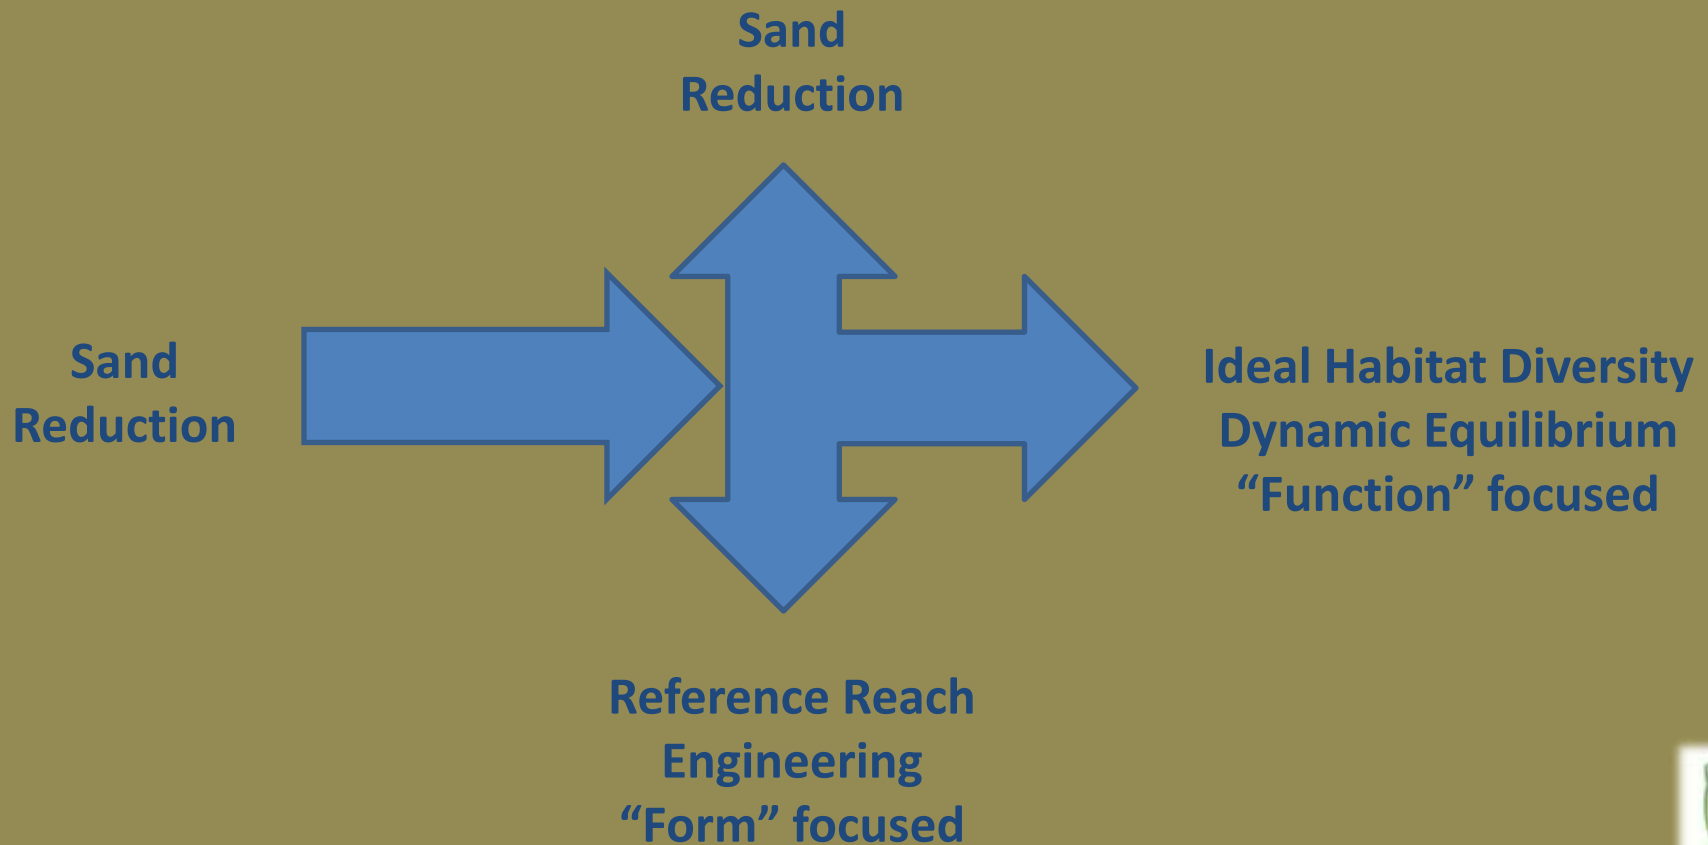 Sand
Reduction
Sand
Reduction
Ideal Habitat Diversity
Dynamic Equilibrium
“Function” focused
Reference Reach
Engineering
“Form” focused